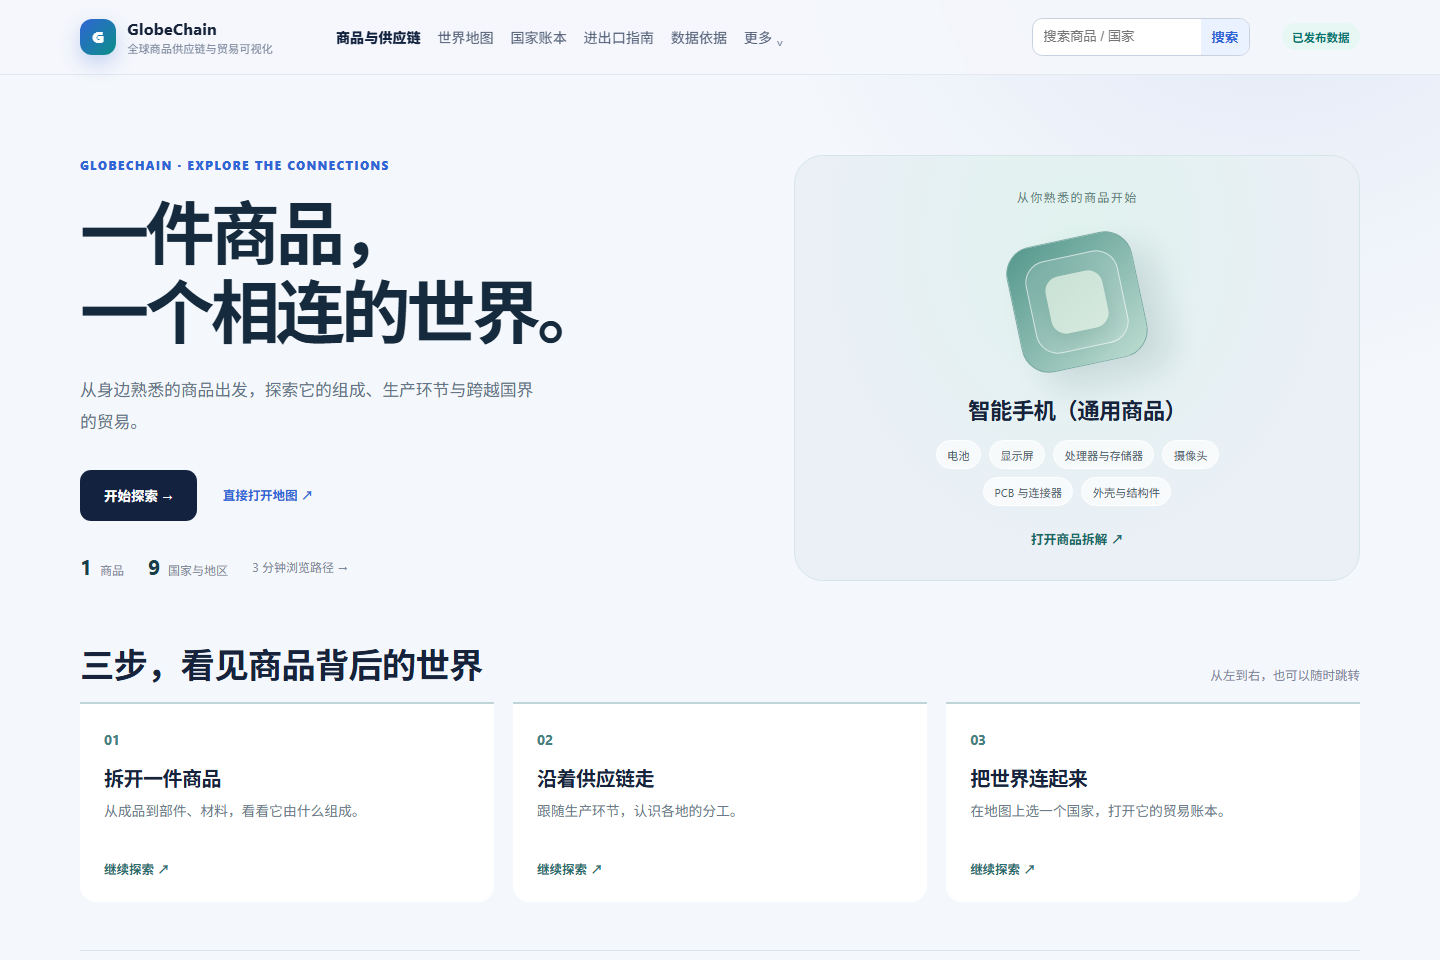 G
GlobeChain
全球商品供应链与贸易可视化
商品与供应链 世界地图 国家账本 进出口指南 数据依据 更多
搜索商品 / 国家 搜索
已发布数据
GLOBECHAIN · EXPLORE THE CONNECTIONS
一件商品，
一个相连的世界。
从身边熟悉的商品出发，探索它的组成、生产环节与跨越国界
的贸易。
开始探索 → 直接打开地图 ↗
1 商品 9 国家与地区 3 分钟浏览路径 →
从你熟悉的商品开始
智能手机（通用商品）
电池 显示屏 处理器与存储器 摄像头
PCB 与连接器 外壳与结构件
打开商品拆解 ↗
三步，看见商品背后的世界
从左到右，也可以随时跳转
01
拆开一件商品
从成品到部件、材料，看看它由什么组成。
继续探索 ↗
02
沿着供应链走
跟随生产环节，认识各地的分工。
继续探索 ↗
03
把世界连起来
在地图上选一个国家，打开它的贸易账本。
继续探索 ↗